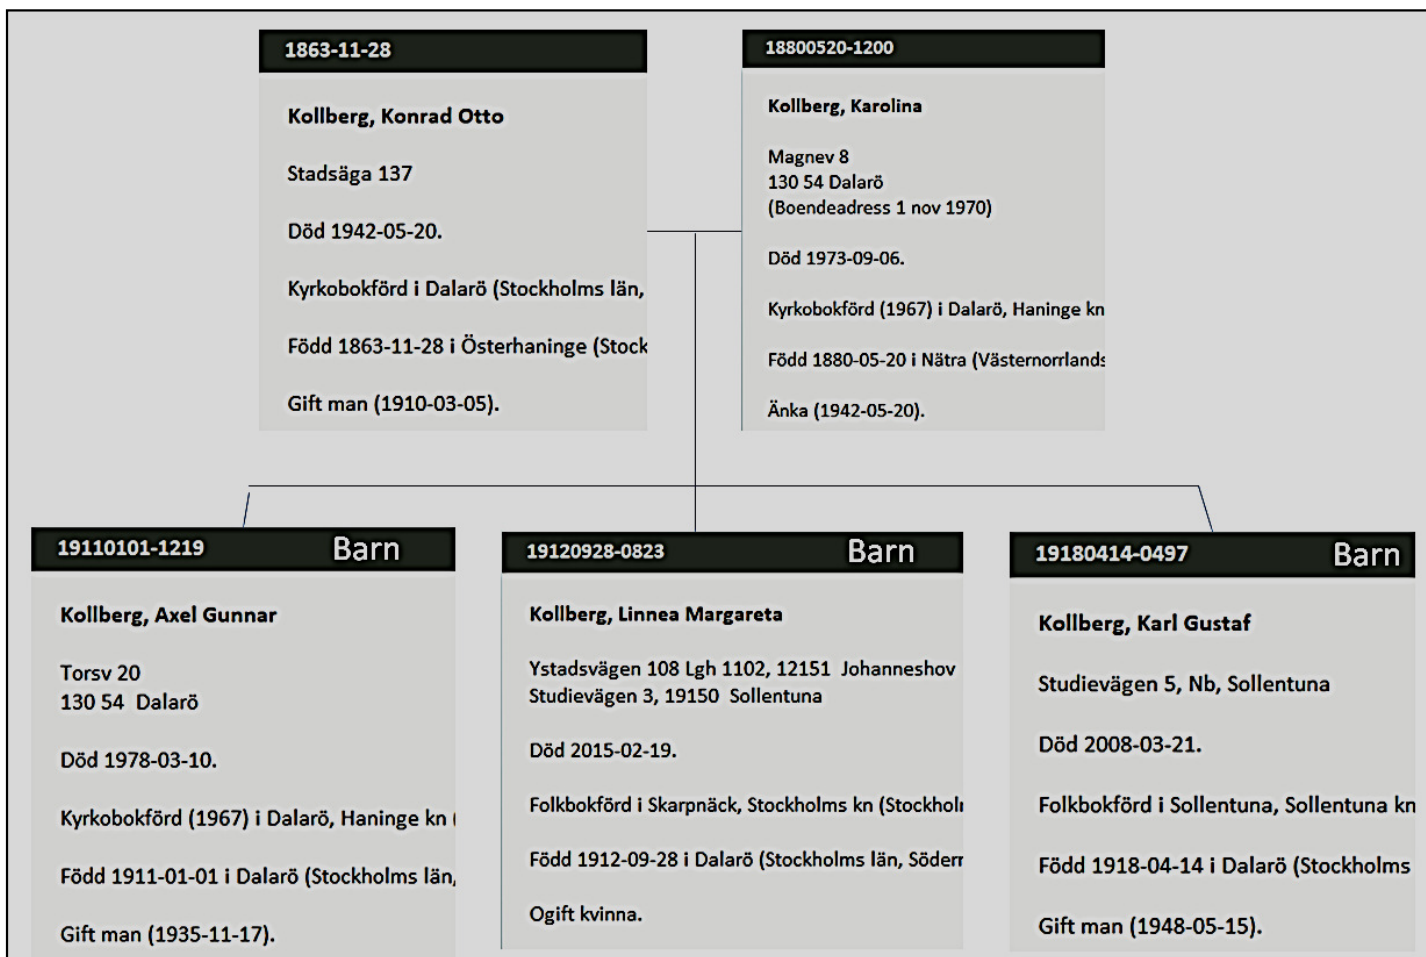 1863-11-28
Kollberg, Konrad Otto
Stadsäga 137
Död 1942-05-20.
Kyrkobokförd i Dalarö (Stockholms län,
Född 1863-11-28 i Österhaninge (Stock
Gift man (1910-03-05).
18800520-1200
Kollberg, Karolina
Magnev 8
130 54 Dalarö
(Boendeadress 1 nov 1970)
Död 1973-09-06.
Kyrkobokförd (1967) i Dalarö, Haninge kn
Född 1880-05-20 i Nätra (Västernorrlands
Änka (1942-05-20).
19110101-1219 Barn
Kollberg, Axel Gunnar
Torsv 20
130 54 Dalarö
Död 1978-03-10.
Kyrkobokförd (1967) i Dalarö, Haninge kn (
Född 1911-01-01 i Dalarö (Stockholms län,
Gift man (1935-11-17).
19120928-0823 Barn
Kollberg, Linnea Margareta
Ystadsvägen 108 Lgh 1102, 12151 Johanneshov
Studievägen 3, 19150 Sollentuna
Död 2015-02-19.
Folkbokförd i Skarpnäck, Stockholms kn (Stockholm
Född 1912-09-28 i Dalarö (Stockholms län, Söderm
Ogift kvinna.
19180414-0497 Barn
Kollberg, Karl Gustaf
Studievägen 5, Nb, Sollentuna
Död 2008-03-21.
Folkbokförd i Sollentuna, Sollentuna kn
Född 1918-04-14 i Dalarö (Stockholms
Gift man (1948-05-15).